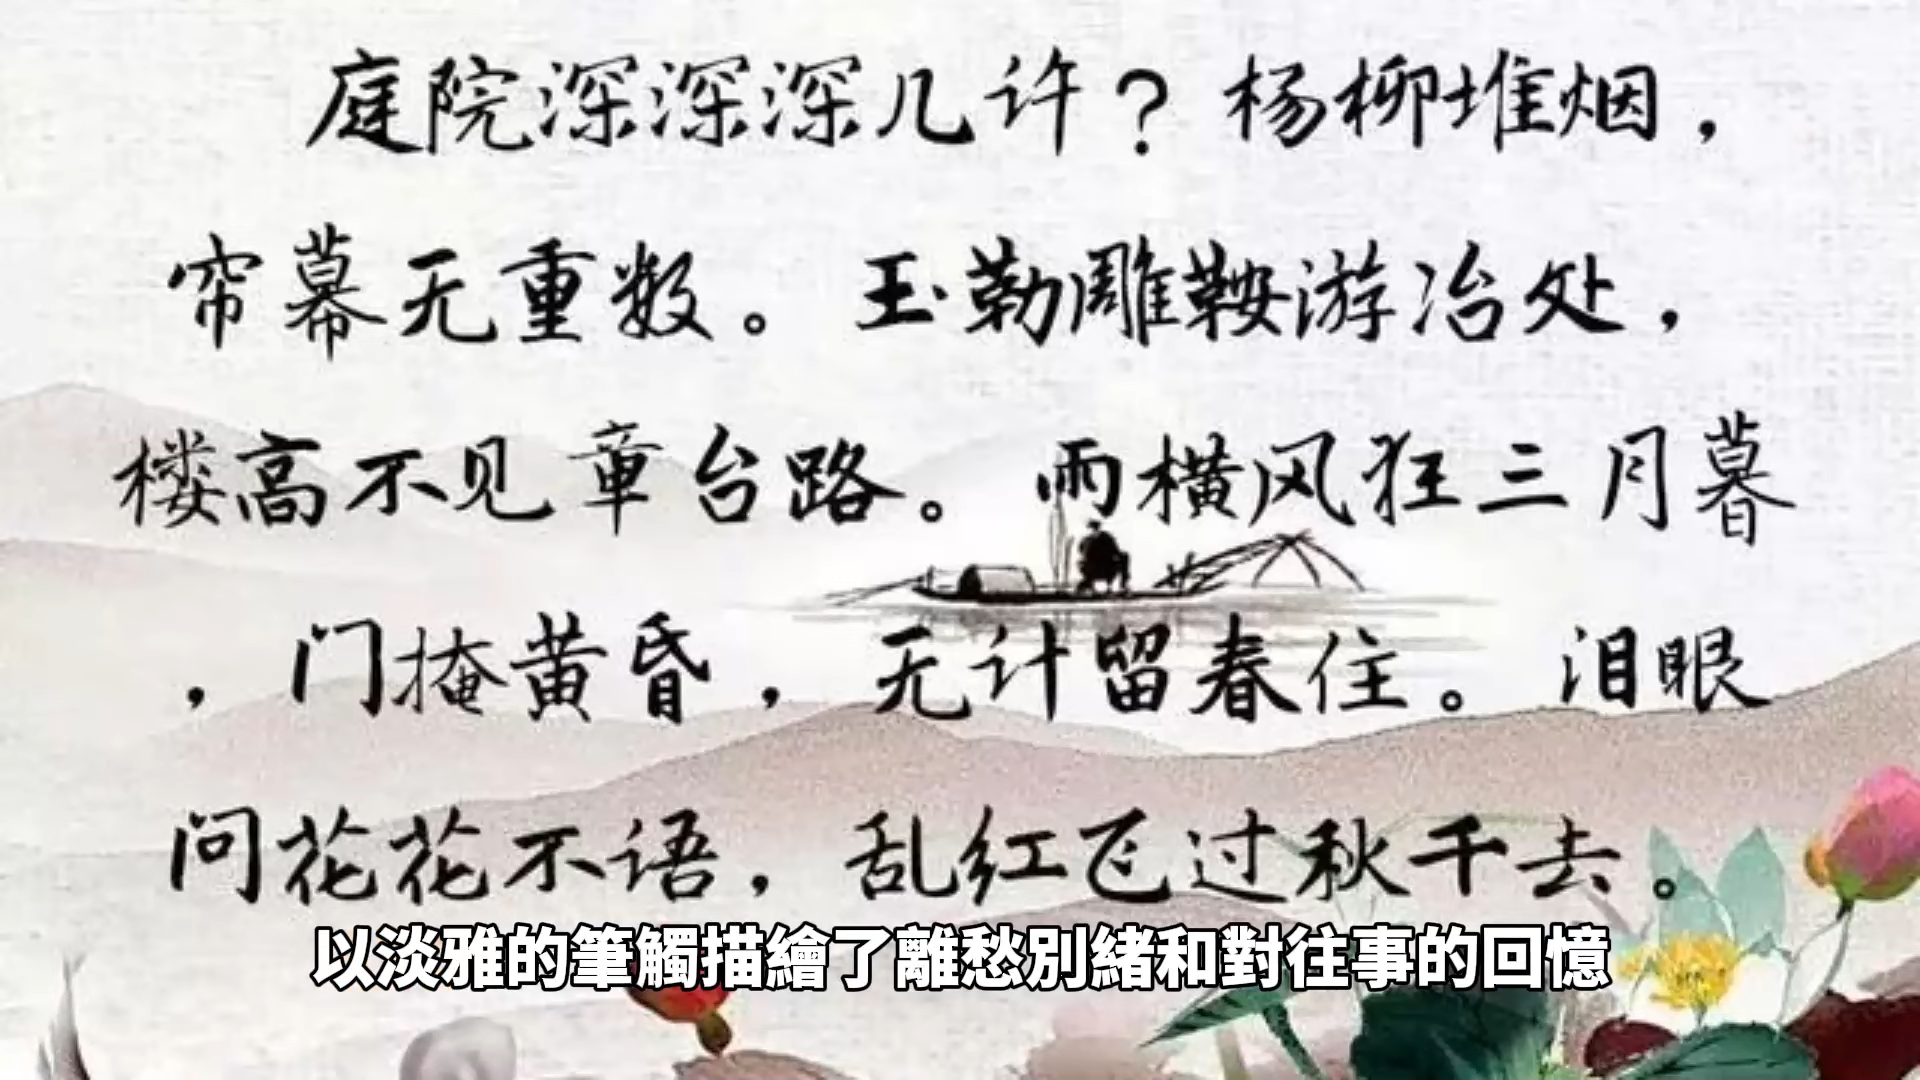 庭院深深深几许？杨柳堆烟，
帘幕无重数。玉勒雕鞍游冶处，
楼高不见章台路。雨横风狂三月暮
，门掩黄昏，无计留春住。泪眼
问花花不语，乱红飞过秋千去。
以淡雅的筆觸描繪了離愁別緒和對往事的回憶